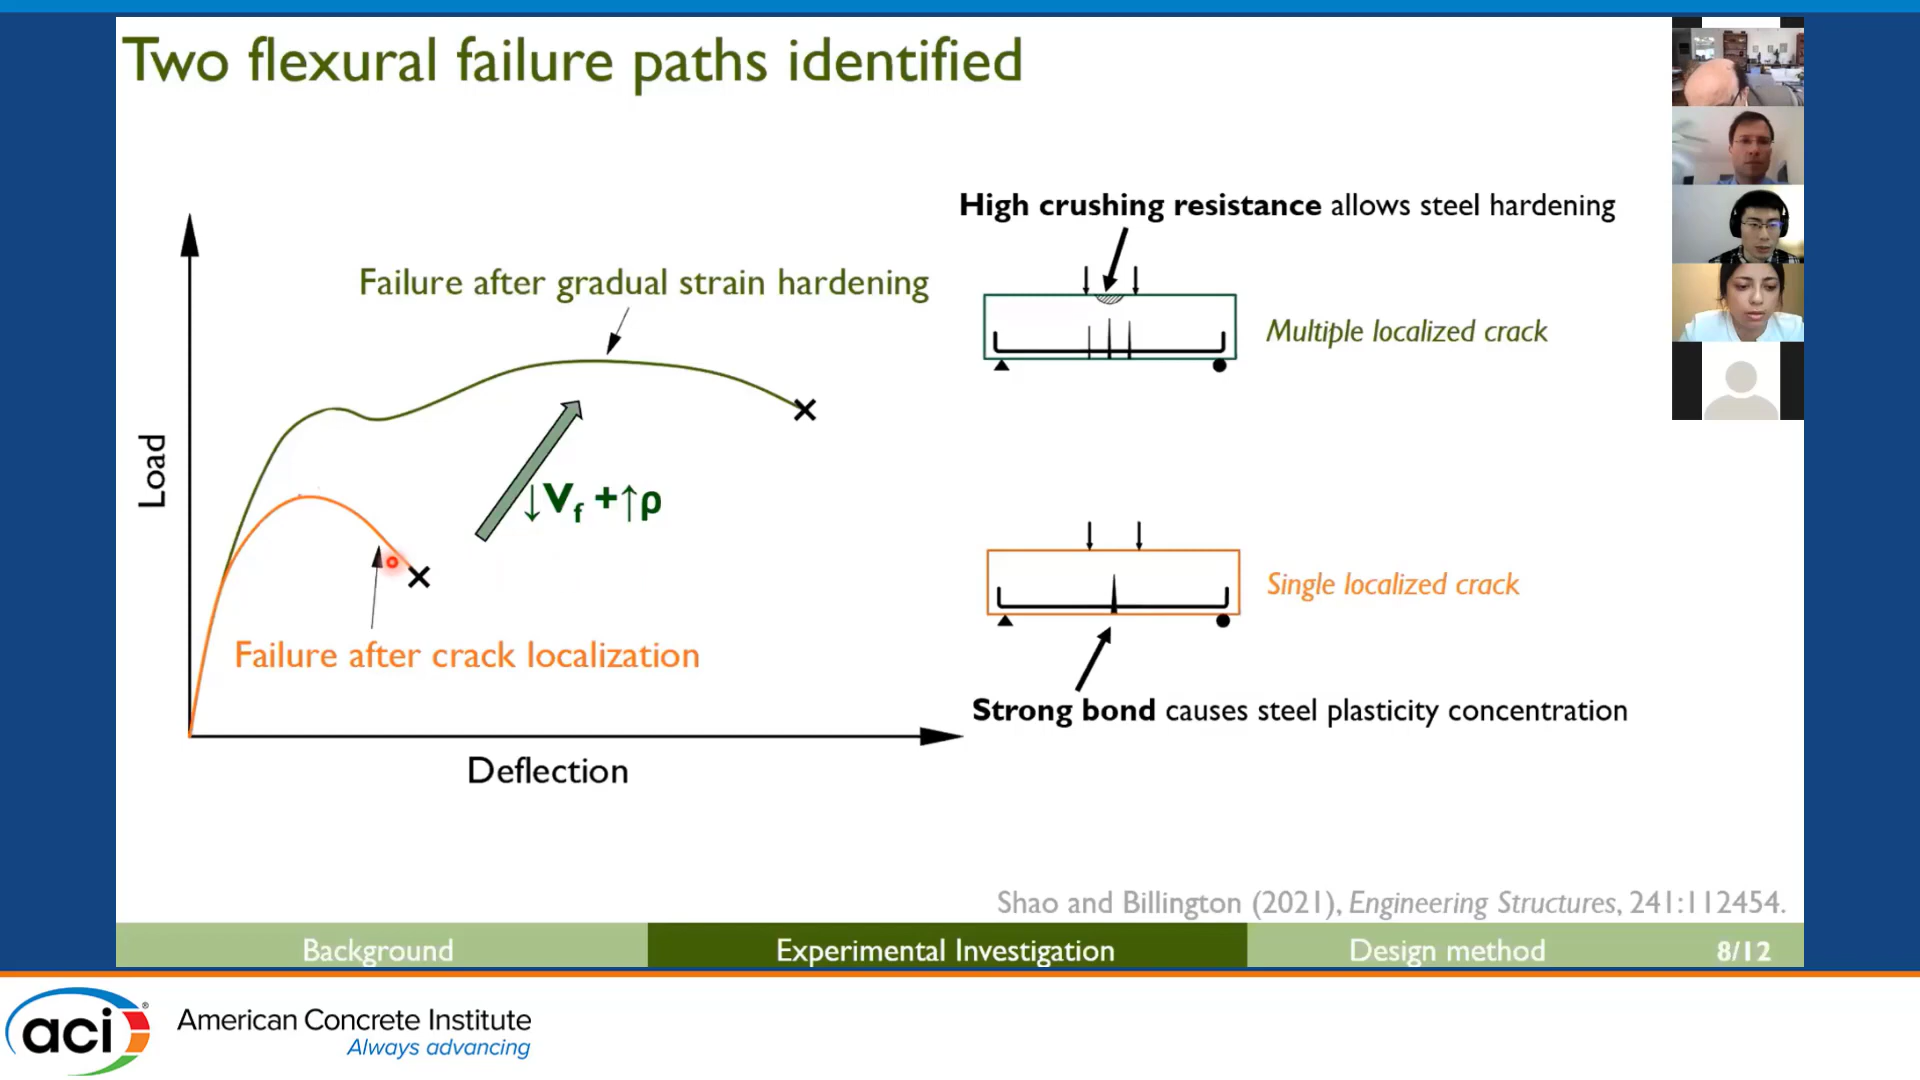 Two flexural failure paths identified
High crushing resistance allows steel hardening
Failure after gradual strain hardening
Multiple localized crack
Load
↓Vf +↑ρ
Single localized crack
Failure after crack localization
Strong bond causes steel plasticity concentration
Deflection
Shao and Billington (2021), Engineering Structures, 241:112454.
Background
Experimental Investigation
Design method
8/12
aci®
American Concrete Institute
Always advancing